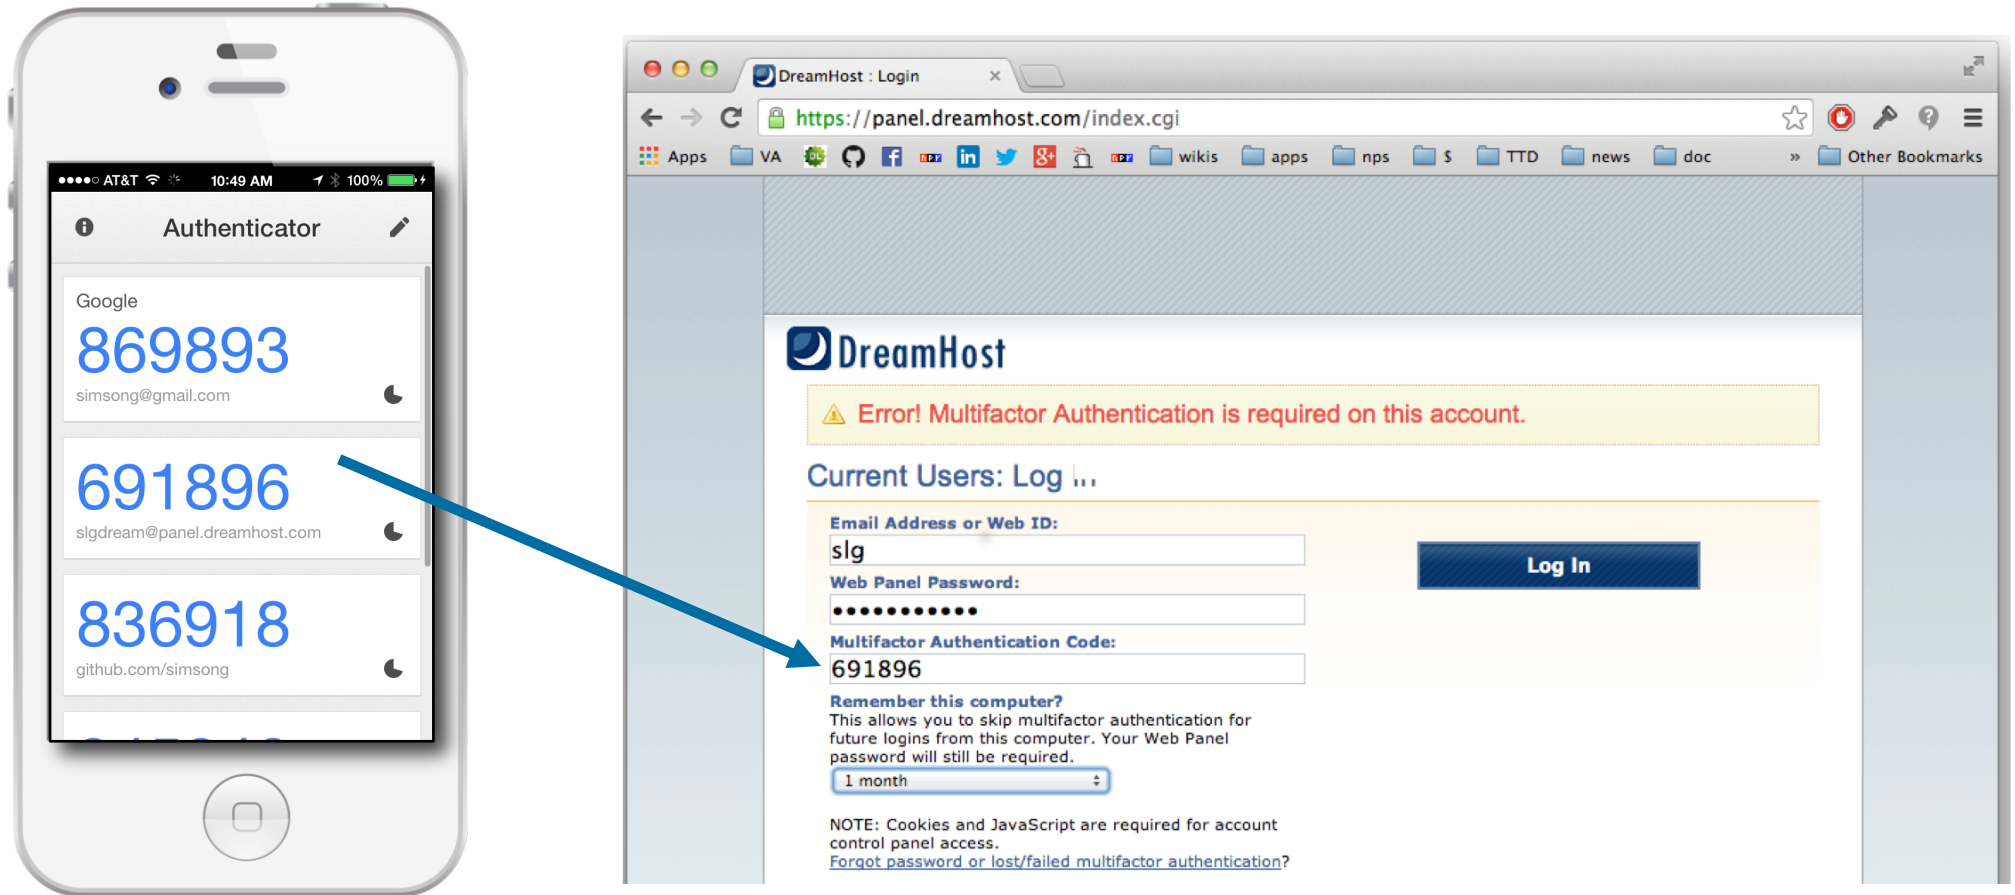 AT&T 10:49 AM 100%
Authenticator
Google
869893
simsong@gmail.com
691896
slgdream@panel.dreamhost.com
836918
github.com/simsong
DreamHost : Login
https://panel.dreamhost.com/index.cgi
Apps VA DL npr in 8+ npr wikis apps nps $ TTD news doc » Other Bookmarks
DreamHost
Error! Multifactor Authentication is required on this account.
Current Users: Log In
Email Address or Web ID:
slg
Log In
Web Panel Password:
Multifactor Authentication Code:
691896
Remember this computer?
This allows you to skip multifactor authentication for
future logins from this computer. Your Web Panel
password will still be required.
1 month
NOTE: Cookies and JavaScript are required for account
control panel access.
Forgot password or lost/failed multifactor authentication?